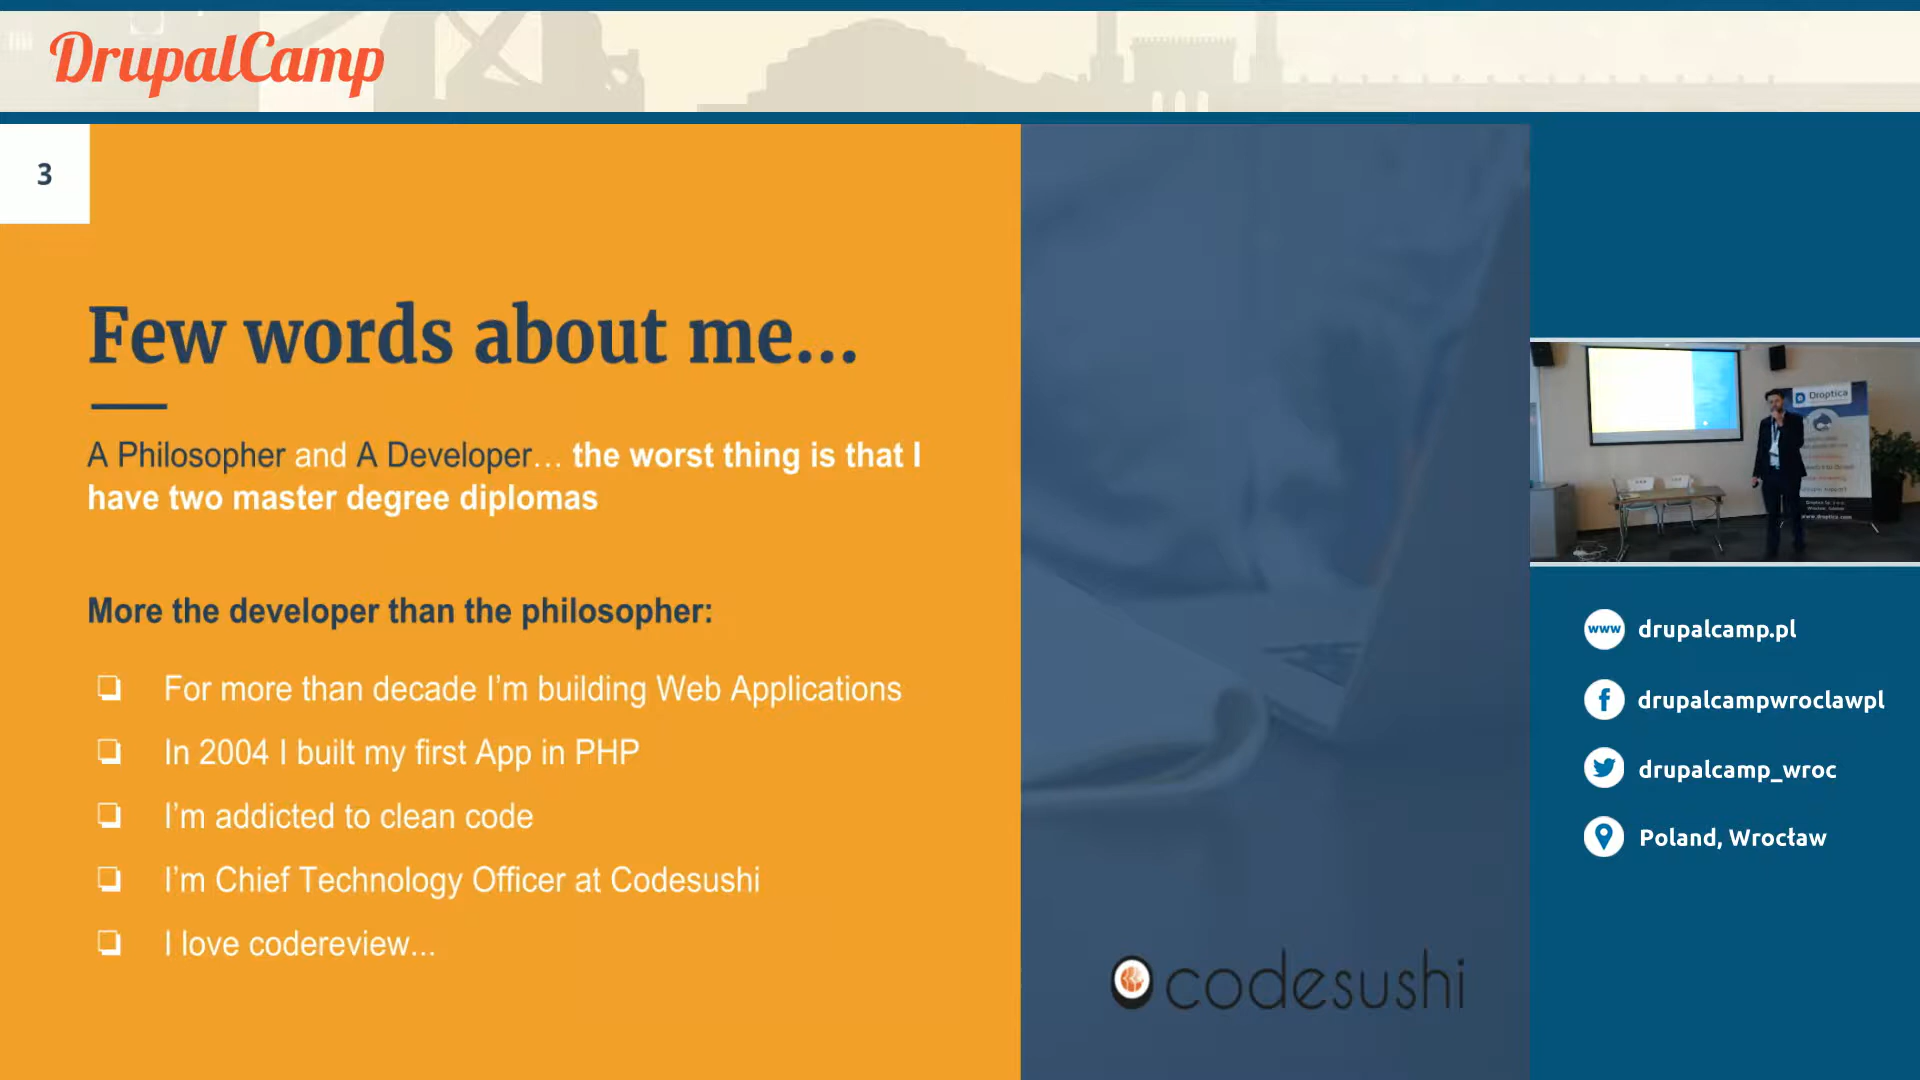 DrupalCamp
3
Few words about me...
A Philosopher and A Developer... the worst thing is that I
have two master degree diplomas
More the developer than the philosopher:
❏ For more than decade I’m building Web Applications
❏ In 2004 I built my first App in PHP
❏ I’m addicted to clean code
❏ I’m Chief Technology Officer at Codesushi
❏ I love codereview...
codesushi
Droptica
www.droptica.com
www drupalcamp.pl
drupalcampwroclawpl
drupalcamp_wroc
Poland, Wrocław